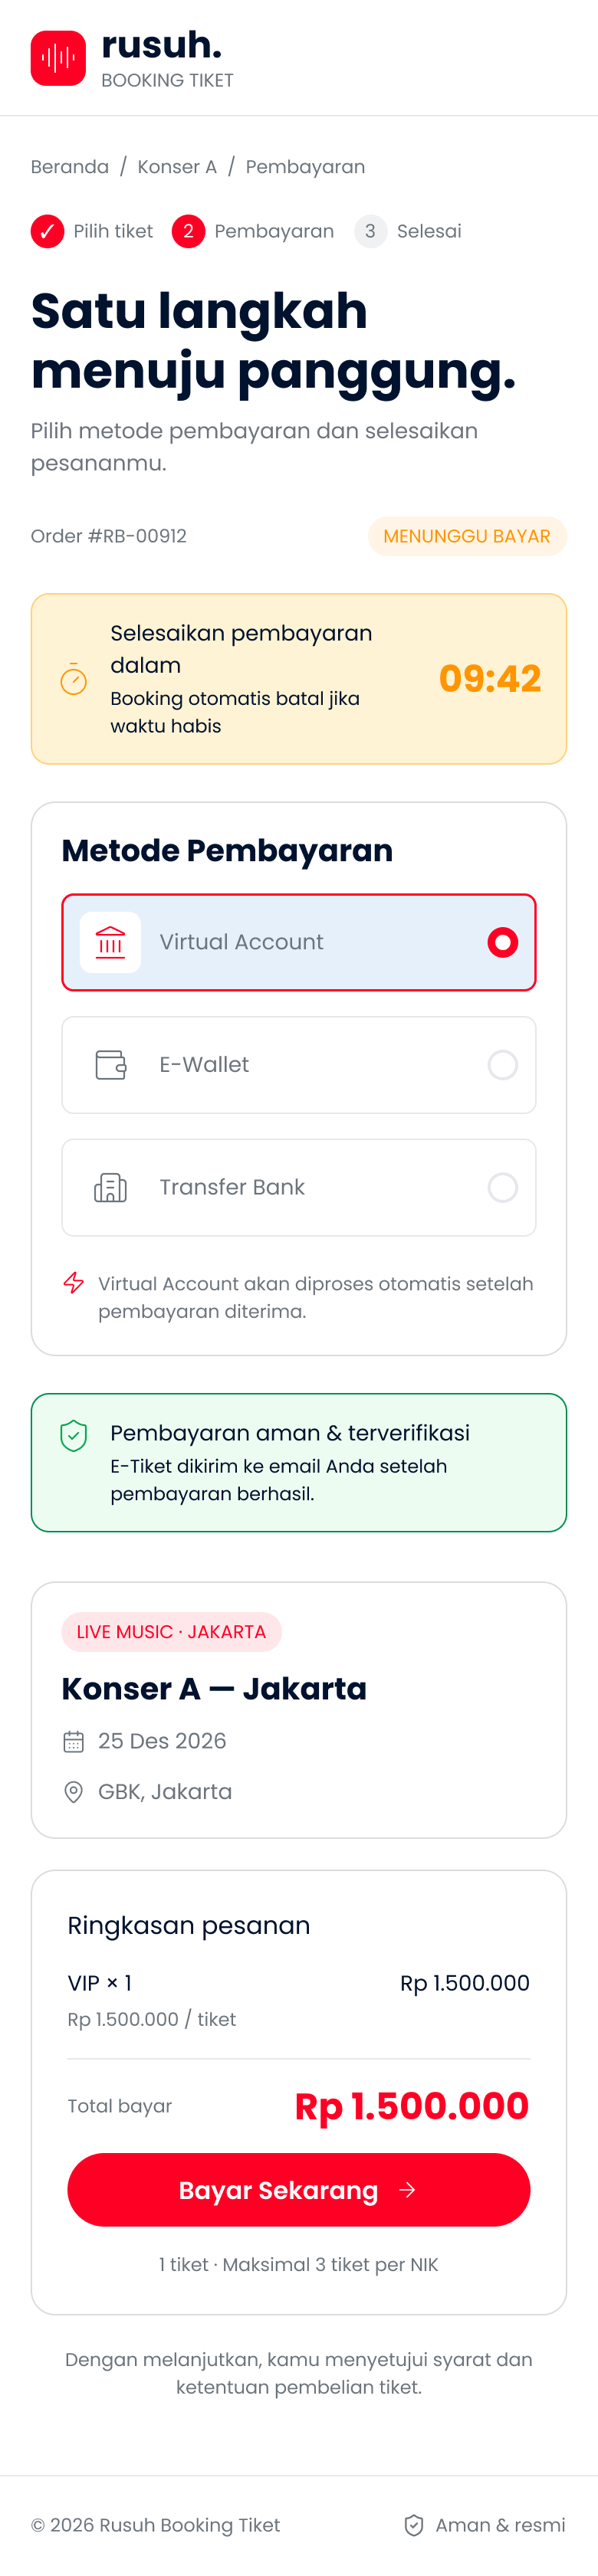 rusuh.
BOOKING TIKET
Beranda / Konser A / Pembayaran
✓ Pilih tiket 2 Pembayaran 3 Selesai
Satu langkah
menuju panggung.
Pilih metode pembayaran dan selesaikan
pesananmu.
Order #RB-00912 MENUNGGU BAYAR
Selesaikan pembayaran
dalam
Booking otomatis batal jika
waktu habis
09:42
Metode Pembayaran
Virtual Account
E-Wallet
Transfer Bank
Virtual Account akan diproses otomatis setelah
pembayaran diterima.
Pembayaran aman & terverifikasi
E-Tiket dikirim ke email Anda setelah
pembayaran berhasil.
LIVE MUSIC · JAKARTA
Konser A — Jakarta
25 Des 2026
GBK, Jakarta
Ringkasan pesanan
VIP × 1 Rp 1.500.000
Rp 1.500.000 / tiket
Total bayar Rp 1.500.000
Bayar Sekarang →
1 tiket · Maksimal 3 tiket per NIK
Dengan melanjutkan, kamu menyetujui syarat dan
ketentuan pembelian tiket.
© 2026 Rusuh Booking Tiket Aman & resmi